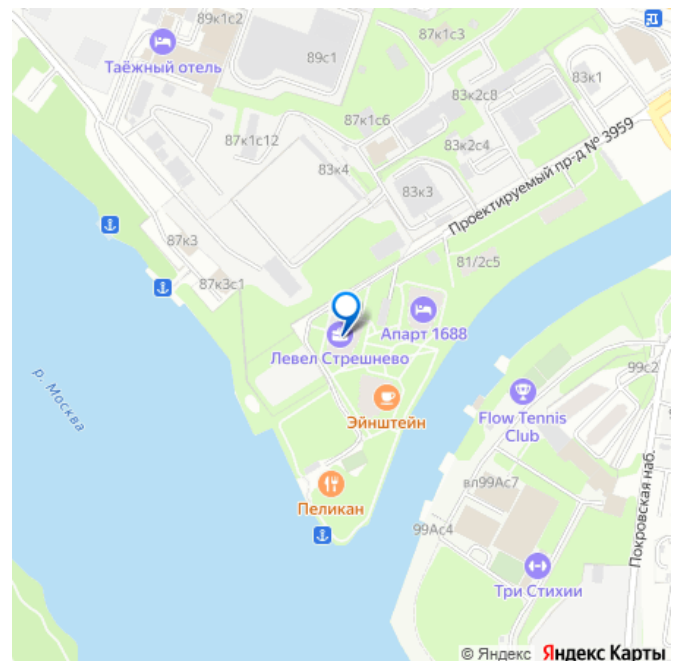 89к1с2
87к1с3
Таёжный отель
89с1
83к2с8
83к1
87к1с6
87к1с12
83к2с4
83к4
83к3
Проектируемый пр-д № 3959
87к3
81/2с5
87к3с1
Апарт 1688
Левел Стрешнево
р. Москва
99с2
Эйнштейн
Flow Tennis
Club
Покровская наб.
вл99Ас7
Пеликан
99Ас4
Три Стихии
© Яндекс Яндекс Карты